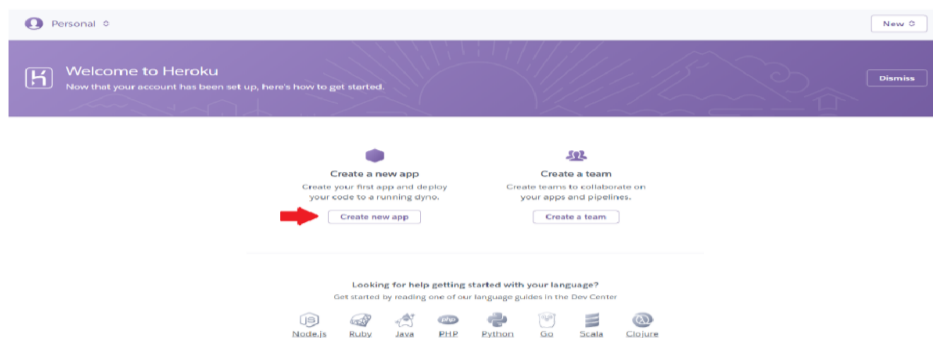 Personal
New
Welcome to Heroku
Now that your account has been set up, here's how to get started.
Dismiss
Create a new app
Create your first app and deploy
your code to a running dyno.
Create new app
Create a team
Create teams to collaborate on
your apps and pipelines.
Create a team
Looking for help getting started with your language?
Get started by reading one of our language guides in the Dev Center
Node.js Ruby Java PHP Python Go Scala Clojure